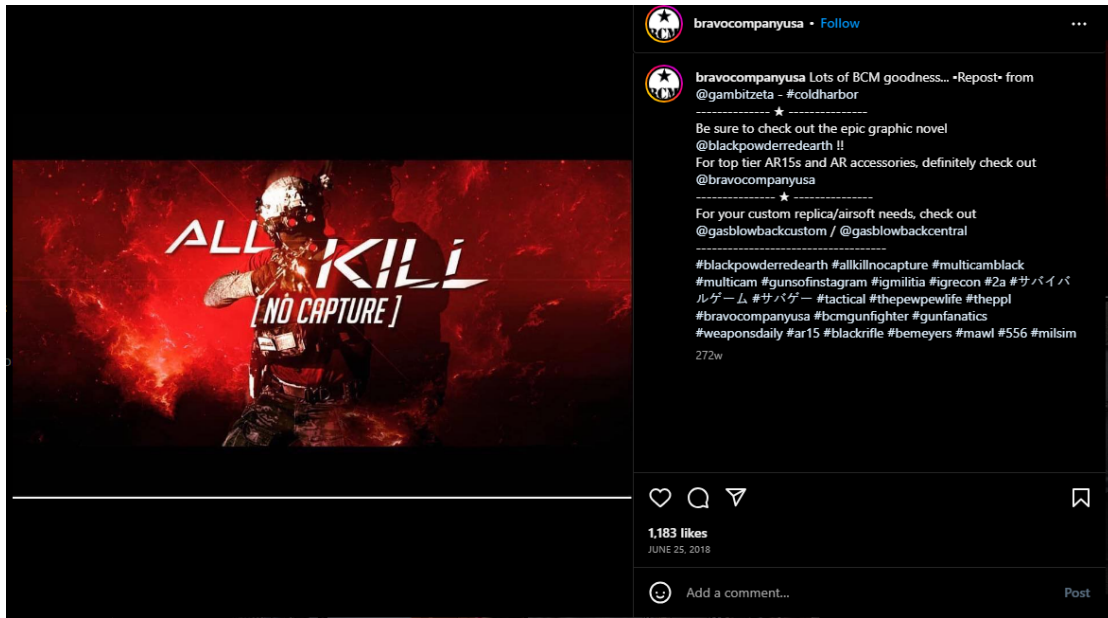 ALL
KILL
[NO CAPTURE]
bravocompanyusa • Follow
bravocompanyusa Lots of BCM goodness... •Repost• from
@gambitzeta - #coldharbor
-------------- ★ ---------------
Be sure to check out the epic graphic novel
@blackpowderredearth !!
For top tier AR15s and AR accessories, definitely check out
@bravocompanyusa
--------------- ★ ---------------
For your custom replica/airsoft needs, check out
@gasblowbackcustom / @gasblowbackcentral
------------------------------------
#blackpowderredearth #allkillnocapture #multicamblack
#multicam #gunsofinstagram #igmilitia #igrecon #2a #サバイバ
ルゲーム #サバゲー #tactical #thepewpewlife #theppl
#bravocompanyusa #bcmgunfighter #gunfanatics
#weaponsdaily #ar15 #blackrifle #bemeyers #mawl #556 #milsim
272w
1,183 likes
JUNE 25, 2018
Add a comment...
Post